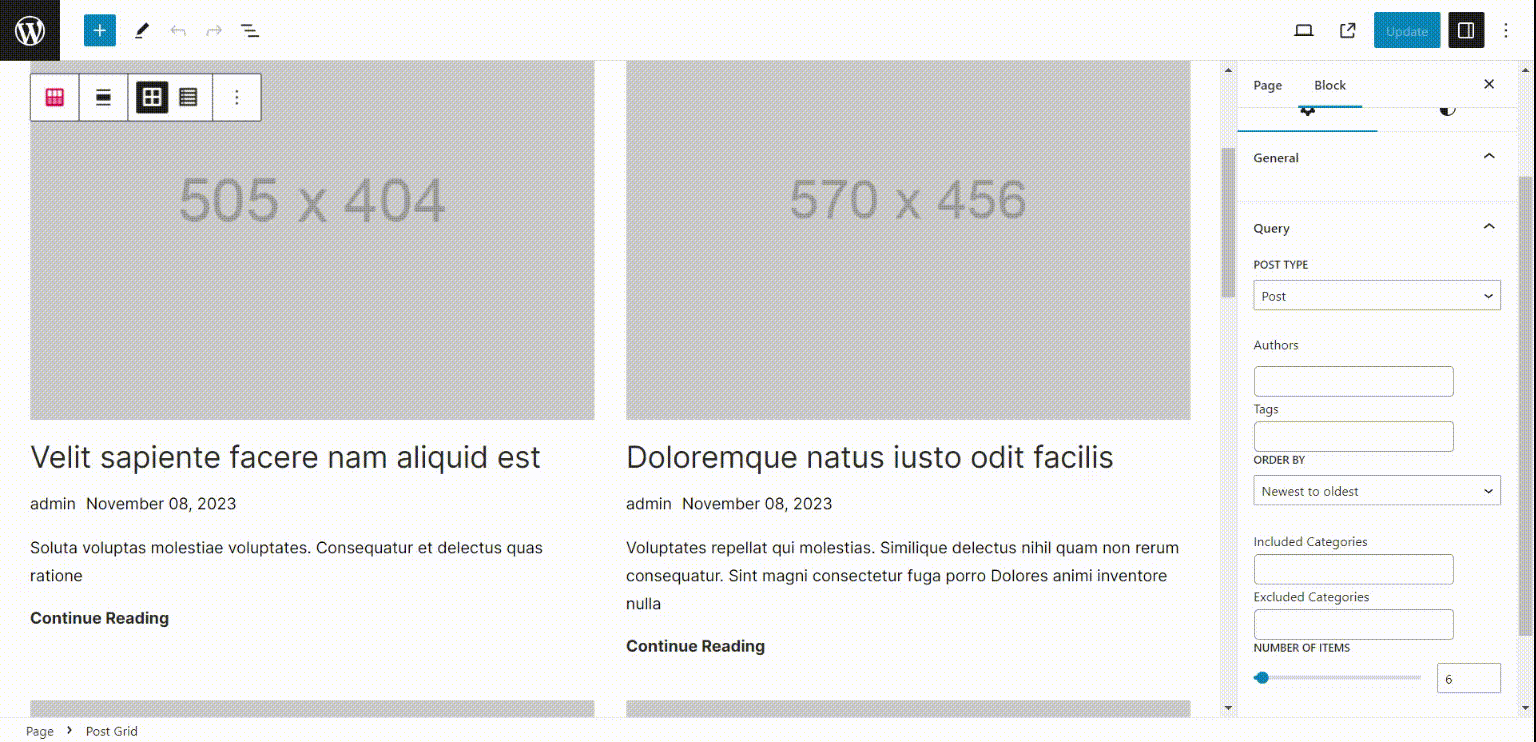 Update
505 x 404
570 x 456
Velit sapiente facere nam aliquid est
admin November 08, 2023
Soluta voluptas molestiae voluptates. Consequatur et delectus quas
ratione
Continue Reading
Doloremque natus iusto odit facilis
admin November 08, 2023
Voluptates repellat qui molestias. Similique delectus nihil quam non rerum
consequatur. Sint magni consectetur fuga porro Dolores animi inventore
nulla
Continue Reading
Page Block
General
Query
POST TYPE
Post
Authors
Tags
ORDER BY
Newest to oldest
Included Categories
Excluded Categories
NUMBER OF ITEMS
6
Page Post Grid